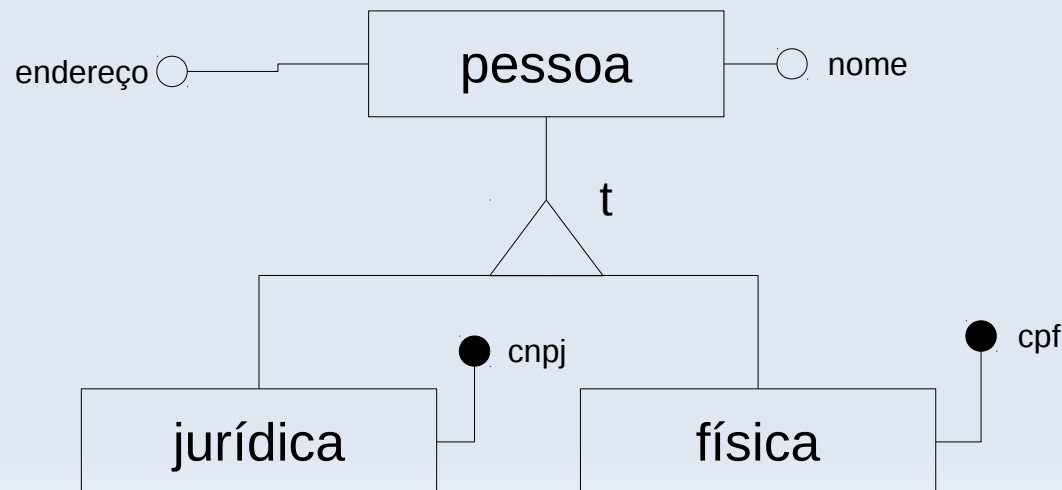 endereço
pessoa
nome
t
cnpj
cpf
jurídica
física